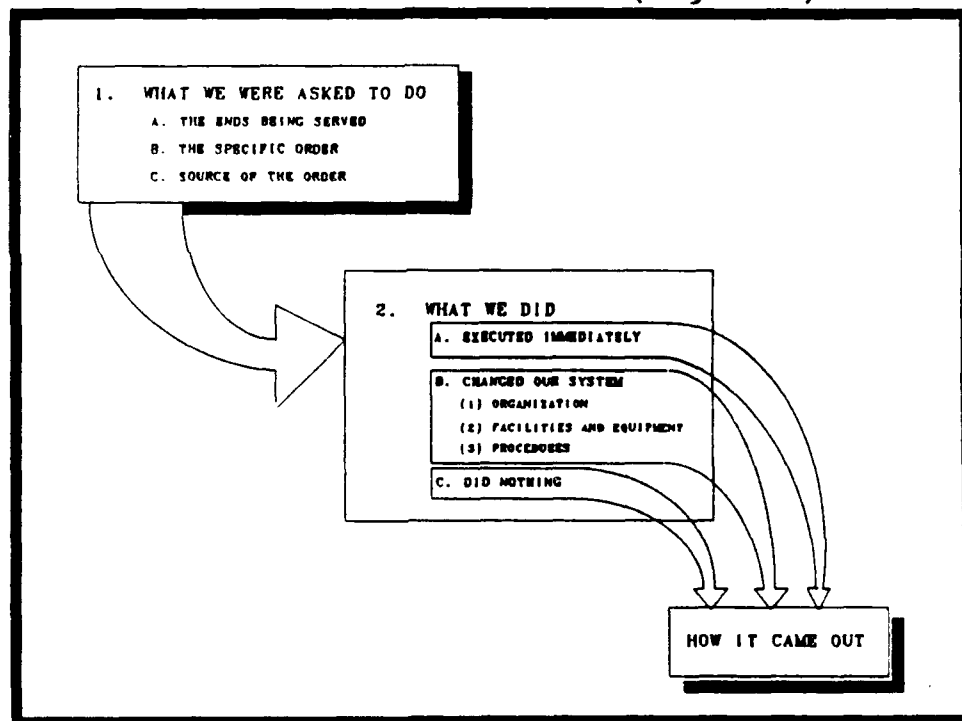 1. WHAT WE WERE ASKED TO DO
A. THE ENDS BEING SERVED
B. THE SPECIFIC ORDER
C. SOURCE OF THE ORDER
2. WHAT WE DID
A. EXECUTED IMMEDIATELY
B. CHANGED OUR SYSTEM
(1) ORGANIZATION
(2) FACILITIES AND EQUIPMENT
(3) PROCEDURES
C. DID NOTHING
HOW IT CAME OUT